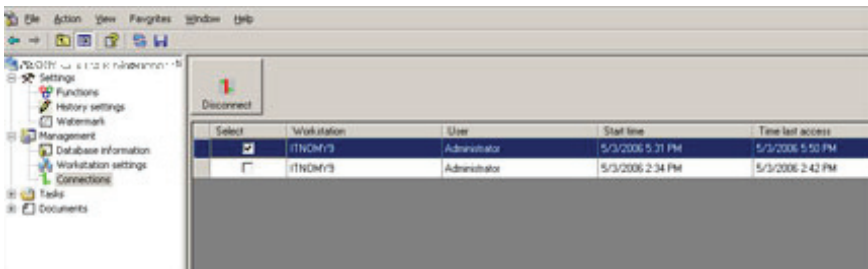 File Action View Favorites Window Help
Settings
Functions
History settings
Watermark
Management
Database information
Workstation settings
Connections
Tasks
Documents
Disconnect
Select Workstation User Start time Time last access
ITNOMY9 Administrator 5/3/2006 5:31 PM 5/3/2006 5:50 PM
ITNOMY9 Administrator 5/3/2006 2:34 PM 5/3/2006 2:42 PM